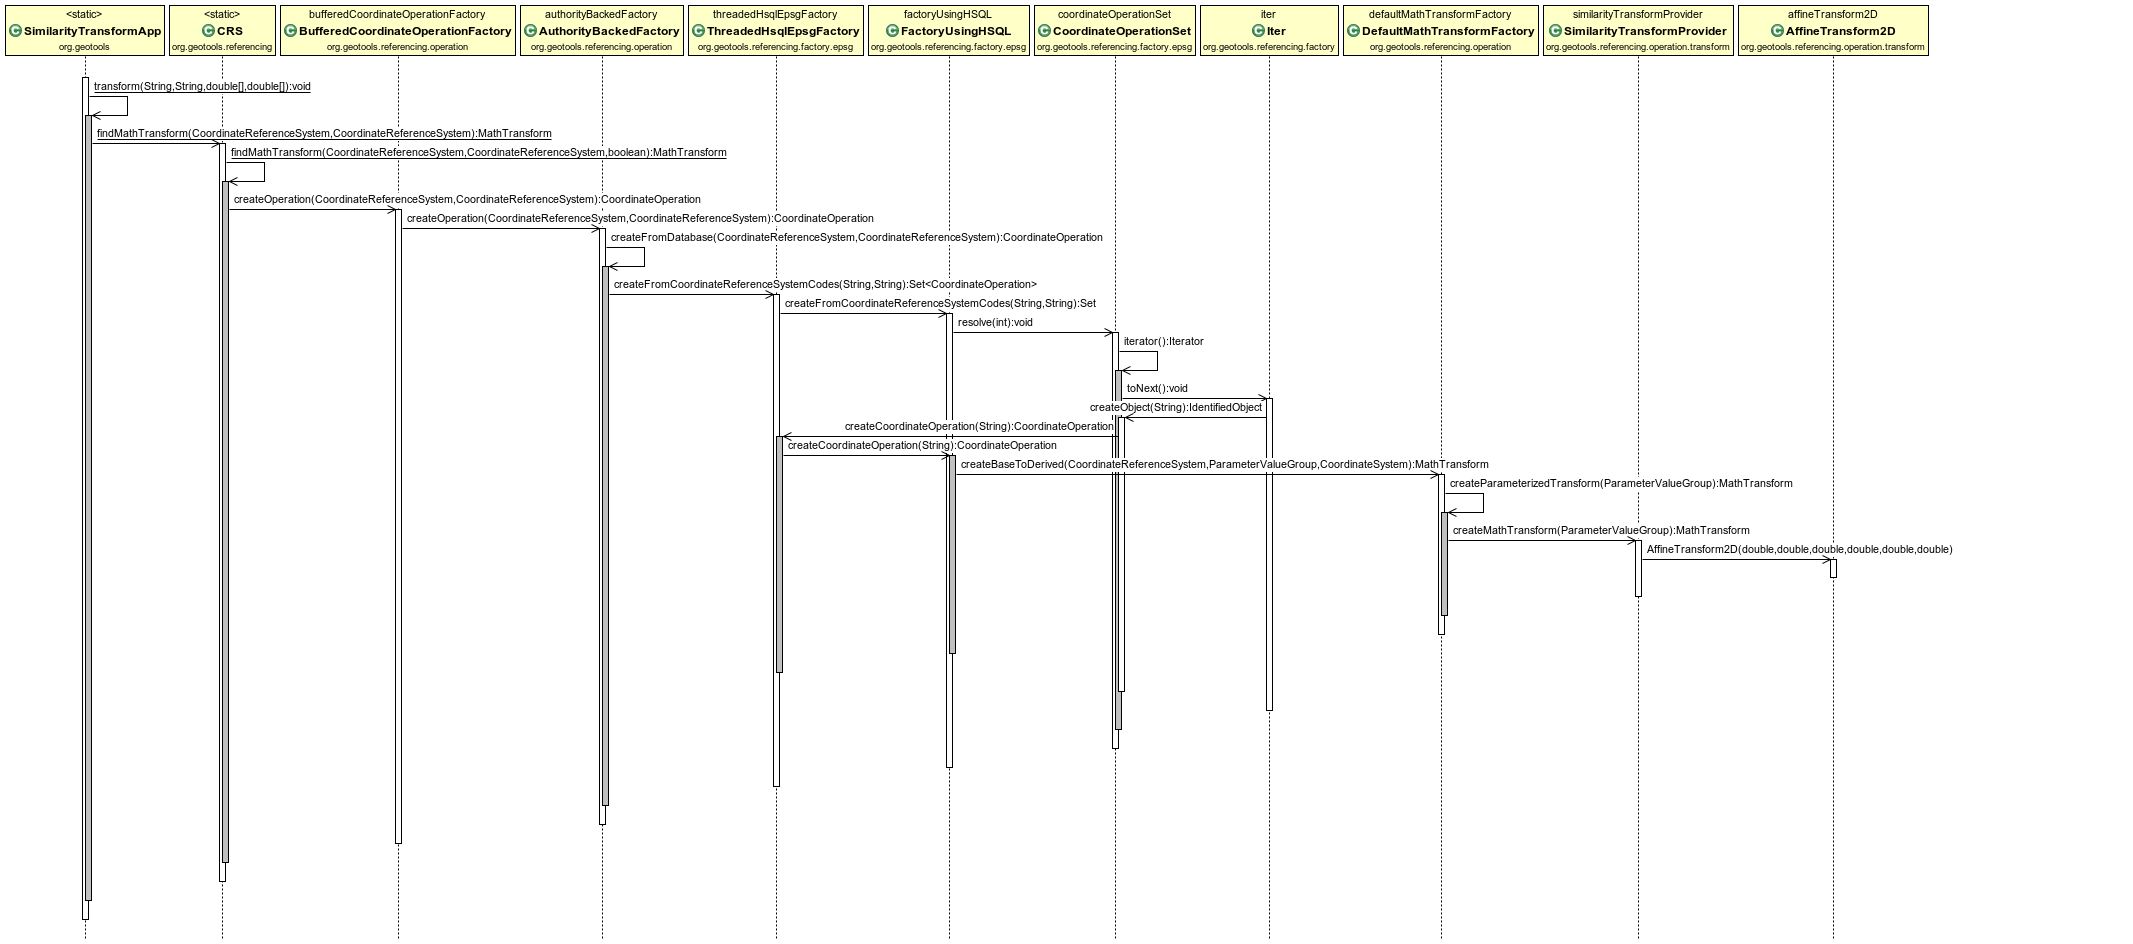 <static>
SimilarityTransformApp
org.geotools
<static>
CRS
org.geotools.referencing
bufferedCoordinateOperationFactory
BufferedCoordinateOperationFactory
org.geotools.referencing.operation
authorityBackedFactory
AuthorityBackedFactory
org.geotools.referencing.operation
threadedHsqlEpsgFactory
ThreadedHsqlEpsgFactory
org.geotools.referencing.factory.epsg
factoryUsingHSQL
FactoryUsingHSQL
org.geotools.referencing.factory.epsg
coordinateOperationSet
CoordinateOperationSet
org.geotools.referencing.factory.epsg
iter
Iter
org.geotools.referencing.factory
defaultMathTransformFactory
DefaultMathTransformFactory
org.geotools.referencing.operation
similarityTransformProvider
SimilarityTransformProvider
org.geotools.referencing.operation.transform
affineTransform2D
AffineTransform2D
org.geotools.referencing.operation.transform
transform(String,String,double[],double[]):void
findMathTransform(CoordinateReferenceSystem,CoordinateReferenceSystem):MathTransform
findMathTransform(CoordinateReferenceSystem,CoordinateReferenceSystem,boolean):MathTransform
createOperation(CoordinateReferenceSystem,CoordinateReferenceSystem):CoordinateOperation
createOperation(CoordinateReferenceSystem,CoordinateReferenceSystem):CoordinateOperation
createFromDatabase(CoordinateReferenceSystem,CoordinateReferenceSystem):CoordinateOperation
createFromCoordinateReferenceSystemCodes(String,String):Set<CoordinateOperation>
createFromCoordinateReferenceSystemCodes(String,String):Set
resolve(int):void
iterator():Iterator
toNext():void
createObject(String):IdentifiedObject
createCoordinateOperation(String):CoordinateOperation
createCoordinateOperation(String):CoordinateOperation
createBaseToDerived(CoordinateReferenceSystem,ParameterValueGroup,CoordinateSystem):MathTransform
createParameterizedTransform(ParameterValueGroup):MathTransform
createMathTransform(ParameterValueGroup):MathTransform
AffineTransform2D(double,double,double,double,double,double)